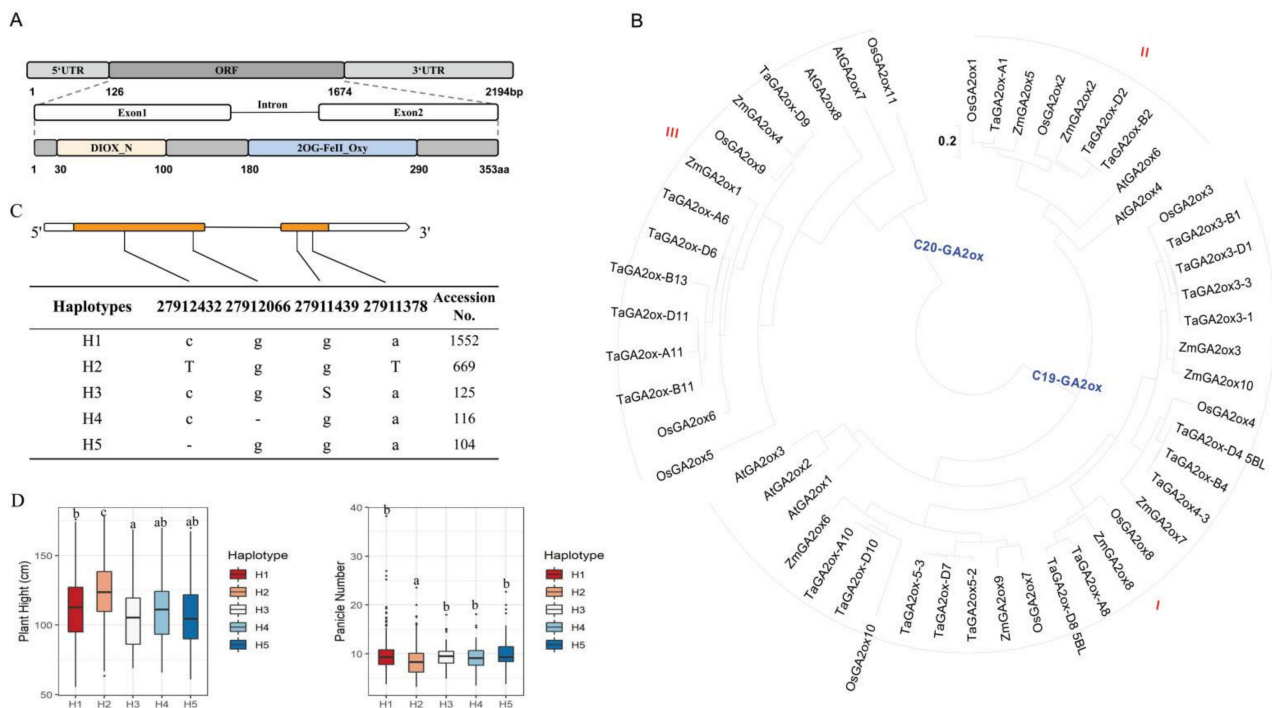 A
5'UTR ORF 3'UTR
1 126 1674 2194bp
Exon1 Intron Exon2
DIOX_N 2OG-FeII_Oxy
1 30 100 180 290 353aa
B
II
OsGA2ox1
TaGA2ox-A1
ZmGA2ox5
OsGA2ox2
ZmGA2ox2
TaGA2ox-D2
TaGA2ox-B2
AtGA2ox6
AtGA2ox4
OsGA2ox3
TaGA2ox3-B1
TaGA2ox3-D1
TaGA2ox3-3
TaGA2ox3-1
ZmGA2ox3
ZmGA2ox10
OsGA2ox4
TaGA2ox-D4 5BL
TaGA2ox-B4
TaGA2ox4-3
ZmGA2ox7
OsGA2ox8
ZmGA2ox8
I
TaGA2ox-A8
TaGA2ox-D8 5BL
OsGA2ox7
ZmGA2ox9
TaGA2ox5-2
TaGA2ox-D7
TaGA2ox-5-3
OsGA2ox10
TaGA2ox-D10
TaGA2ox-A10
ZmGA2ox6
AtGA2ox1
AtGA2ox2
AtGA2ox3
OsGA2ox5
OsGA2ox6
TaGA2ox-B11
TaGA2ox-A11
TaGA2ox-D11
TaGA2ox-B13
TaGA2ox-D6
TaGA2ox-A6
ZmGA2ox1
III
OsGA2ox9
ZmGA2ox4
TaGA2ox-D9
AtGA2ox8
AtGA2ox7
OsGA2ox11
0.2
C20-GA2ox
C19-GA2ox
C
5' 3'
Haplotypes 27912432 27912066 27911439 27911378 Accession No.
H1 c g g a 1552
H2 T g g T 669
H3 c g S a 125
H4 c - g a 116
H5 - g g a 104
D
Plant Hight (cm)
150
100
50
b c a ab ab
H1 H2 H3 H4 H5
Haplotype
H1
H2
H3
H4
H5
Panicle Number
40
30
20
10
b a b b b
H1 H2 H3 H4 H5
Haplotype
H1
H2
H3
H4
H5